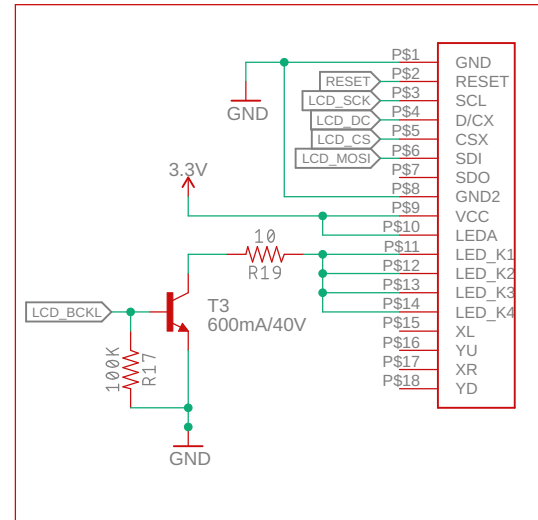 P$1 GND
RESET P$2 RESET
LCD_SCK P$3 SCL
GND
LCD_DC P$4 D/CX
LCD_CS P$5 CSX
LCD_MOSI P$6 SDI
3.3V
P$7 SDO
P$8 GND2
P$9 VCC
P$10 LEDA
10
P$11 LED_K1
R19
P$12 LED_K2
P$13 LED_K3
T3
LCD_BCKL
P$14 LED_K4
600mA/40V
P$15 XL
P$16 YU
100K
R17
P$17 XR
P$18 YD
GND